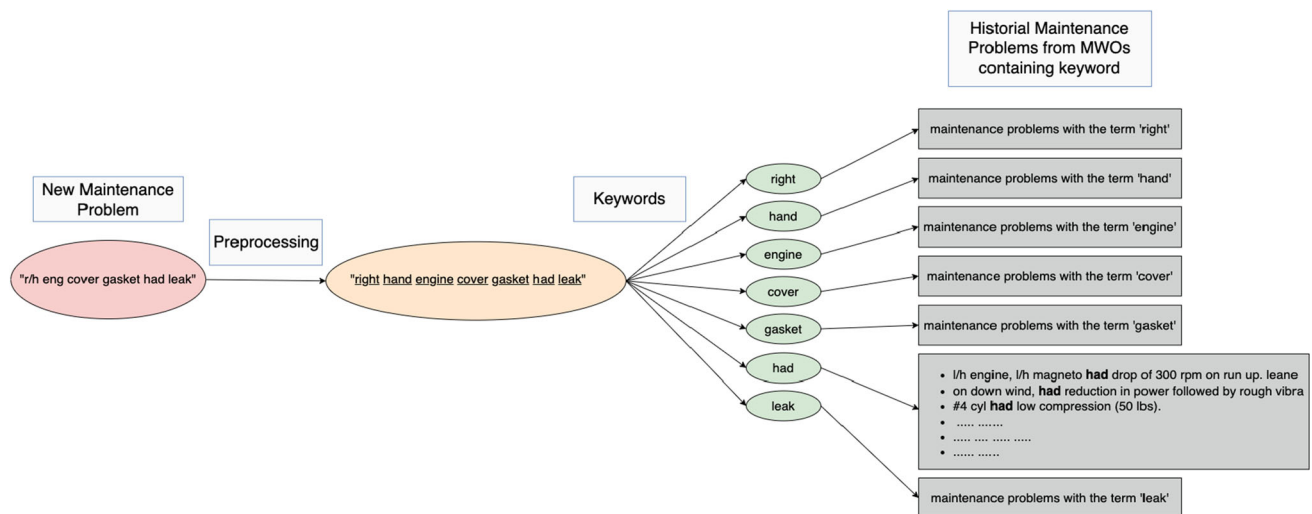 Historial Maintenance
Problems from MWOs
containing keyword
New Maintenance
Problem
Preprocessing
Keywords
"r/h eng cover gasket had leak"
"right hand engine cover gasket had leak"
right
hand
engine
cover
gasket
had
leak
maintenance problems with the term 'right'
maintenance problems with the term 'hand'
maintenance problems with the term 'engine'
maintenance problems with the term 'cover'
maintenance problems with the term 'gasket'
• l/h engine, l/h magneto had drop of 300 rpm on run up. leane
• on down wind, had reduction in power followed by rough vibra
• #4 cyl had low compression (50 lbs).
• ..... .......
• ..... .... ..... .....
• ...... ......
maintenance problems with the term 'leak'